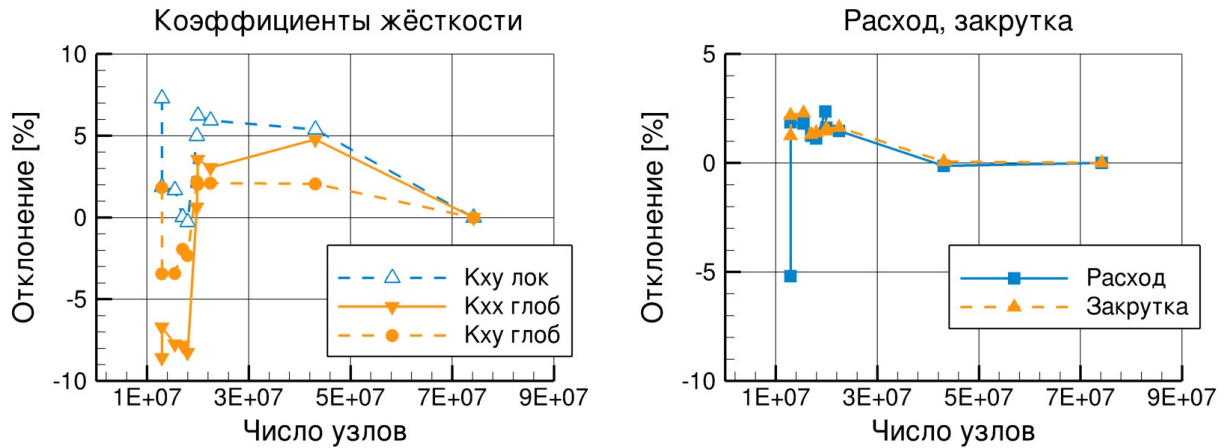 Коэффициенты жёсткости
Отклонение [%]
10
5
0
-5
-10
Kxy лок
Kxx глоб
Kxy глоб
1E+07 3E+07 5E+07 7E+07 9E+07
Число узлов
Расход, закрутка
Отклонение [%]
5
0
-5
-10
Расход
Закрутка
1E+07 3E+07 5E+07 7E+07 9E+07
Число узлов